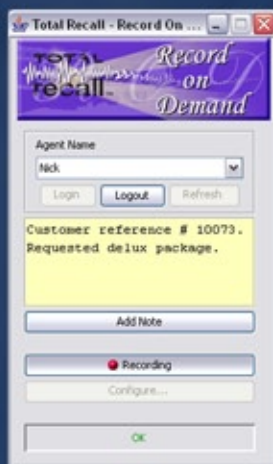 Total Recall - Record On ...
TOTAL
recall
Record
on
Demand
Agent Name
Nick
Login
Logout
Refresh
Customer reference # 10073.
Requested delux package.
Add Note
Recording
Configure...
OK